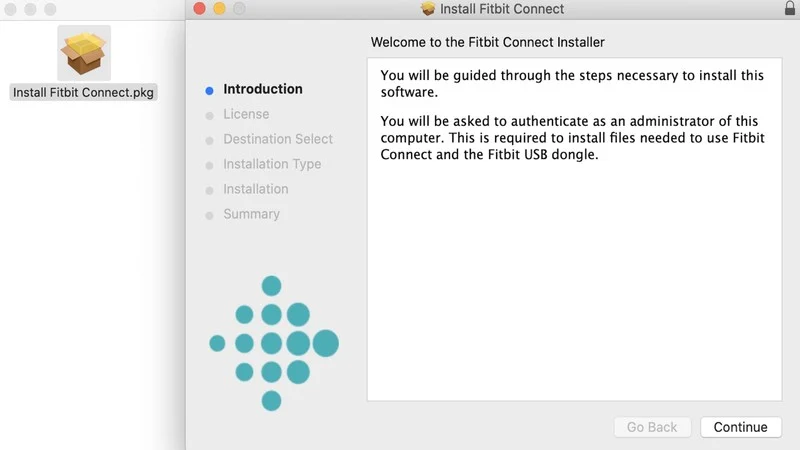 Install Fitbit Connect
Install Fitbit Connect.pkg
Welcome to the Fitbit Connect Installer
Introduction
License
Destination Select
Installation Type
Installation
Summary
You will be guided through the steps necessary to install this
software.
You will be asked to authenticate as an administrator of this
computer. This is required to install files needed to use Fitbit
Connect and the Fitbit USB dongle.
Go Back
Continue